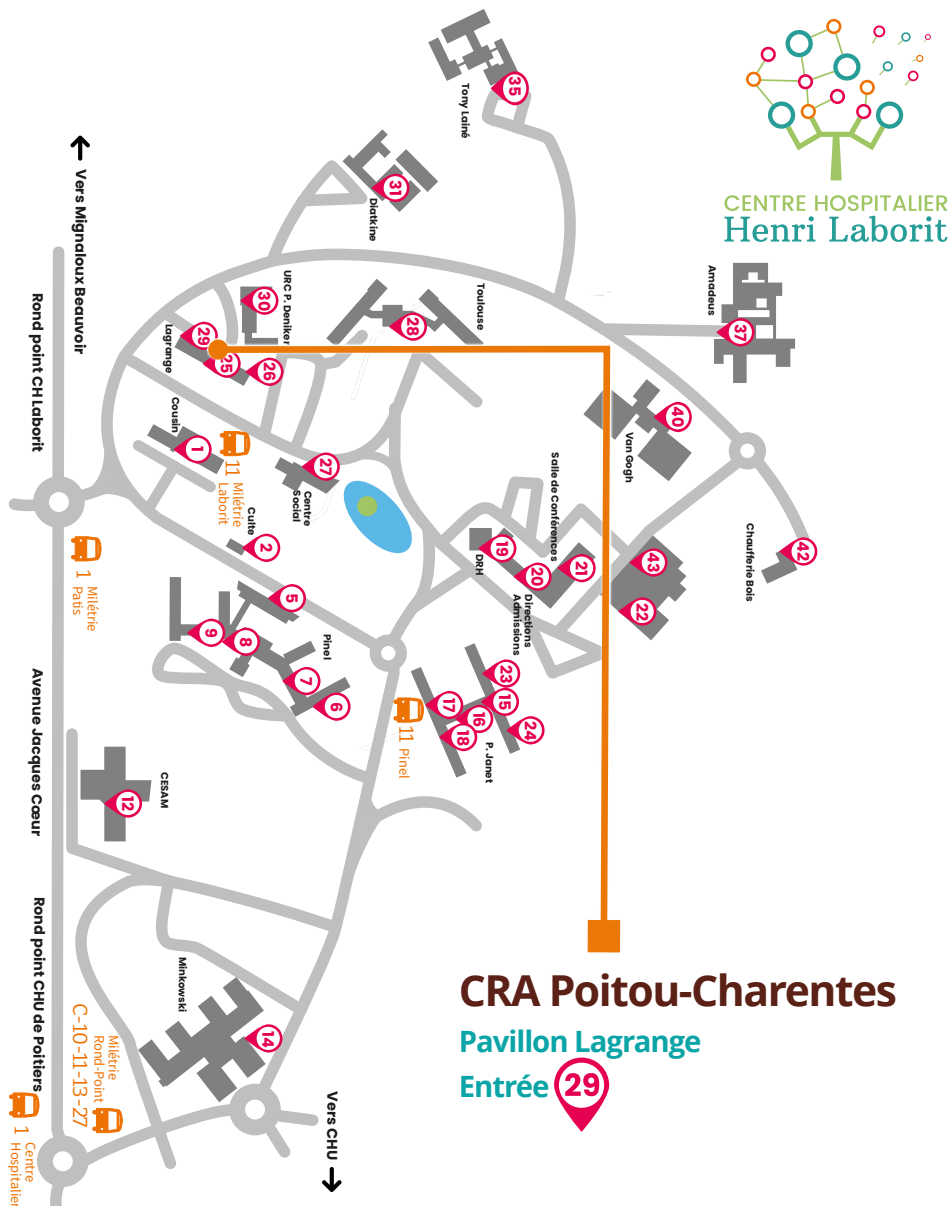 CENTRE HOSPITALIER
Henri Laborit
35
Tony Lainé
31
Diatkine
Vers Mignaloux Beauvoir
Rond point CH Laborit
30
URC P. Deniker
28
Toulouse
37
Amadeus
29
25
26
Lagrange
40
Van Gogh
Cousin
1
11 Milétrie
Laborit
27
Centre
Social
Culte
2
Salle de Conférences
19
20
21
DRH
Directions
Admissions
43
22
42
Chaufferie Bois
1 Milétrie
Patis
5
9
8
7
6
Pinel
23
15
17
16
18
24
P. Janet
11 Pinel
Avenue Jacques Cœur
12
CESAM
Rond point CHU de Poitiers
Minkowski
14
Milétrie
Rond-Point
C-10-11-13-27
1 Centre
Hospitalier
Vers CHU
CRA Poitou-Charentes
Pavillon Lagrange
Entrée 29